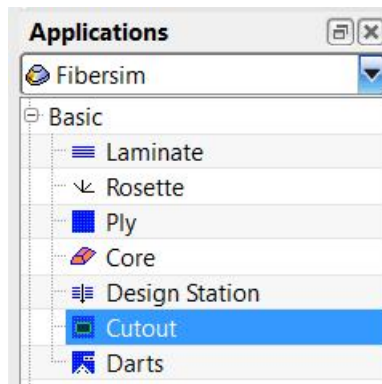 Applications
Fibersim
Basic
Laminate
Rosette
Ply
Core
Design Station
Cutout
Darts